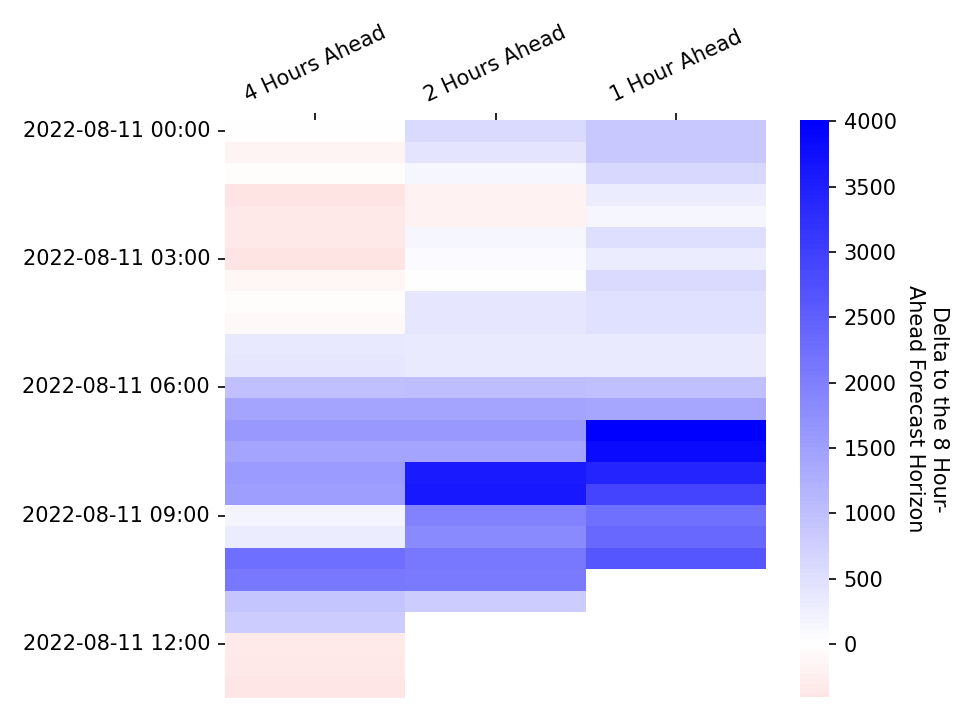 4 Hours Ahead
2 Hours Ahead
1 Hour Ahead
2022-08-11 00:00
2022-08-11 03:00
2022-08-11 06:00
2022-08-11 09:00
2022-08-11 12:00
4000
3500
3000
2500
2000
1500
1000
500
0
Delta to the 8 Hour-
Ahead Forecast Horizon